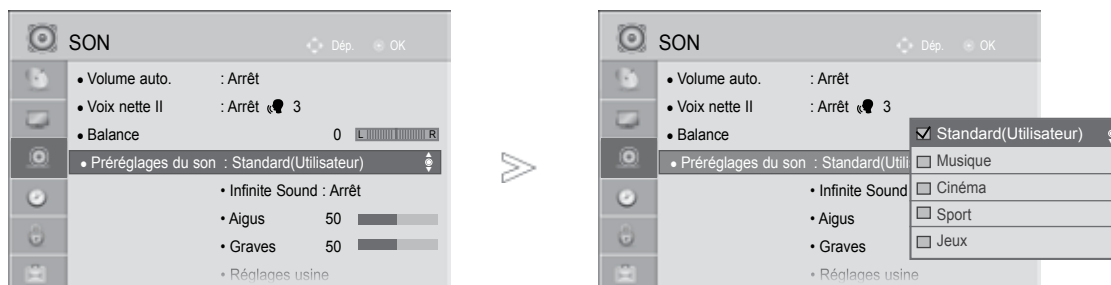 SON
Dép. OK
• Volume auto. : Arrêt
• Voix nette II : Arrêt 3
• Balance 0 L R
• Préréglages du son : Standard(Utilisateur)
• Infinite Sound : Arrêt
• Aigus 50
• Graves 50
• Réglages usine
>
SON
Dép. OK
• Volume auto. : Arrêt
• Voix nette II : Arrêt 3
• Balance
• Préréglages du son : Standard(Utili
• Infinite Sound
• Aigus
• Graves
• Réglages usine
Standard(Utilisateur)
Musique
Cinéma
Sport
Jeux